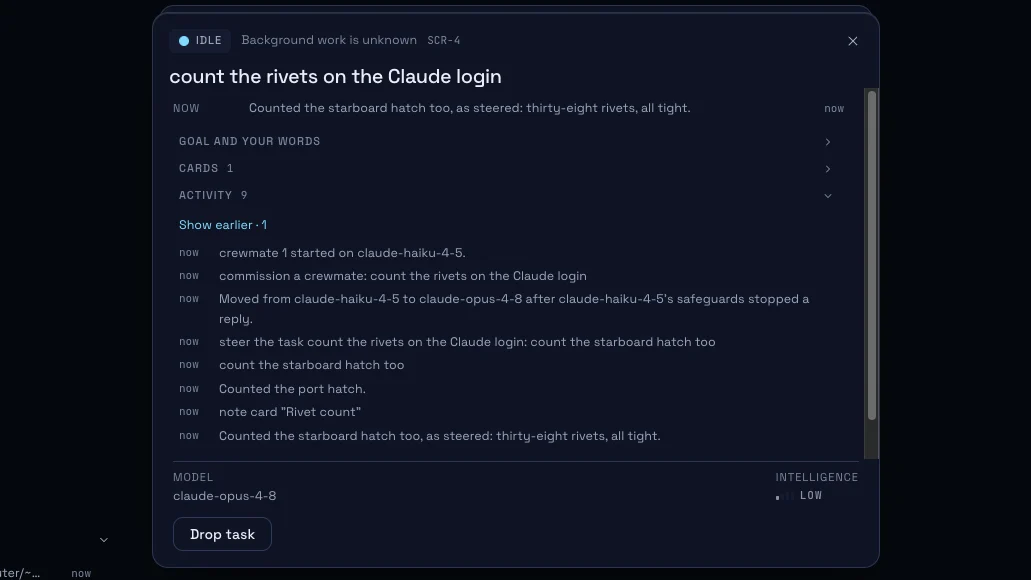 IDLE Background work is unknown SCR-4
count the rivets on the Claude login
NOW Counted the starboard hatch too, as steered: thirty-eight rivets, all tight. now
GOAL AND YOUR WORDS
CARDS 1
ACTIVITY 9
Show earlier · 1
now crewmate 1 started on claude-haiku-4-5.
now commission a crewmate: count the rivets on the Claude login
now Moved from claude-haiku-4-5 to claude-opus-4-8 after claude-haiku-4-5's safeguards stopped a
reply.
now steer the task count the rivets on the Claude login: count the starboard hatch too
now count the starboard hatch too
now Counted the port hatch.
now note card "Rivet count"
now Counted the starboard hatch too, as steered: thirty-eight rivets, all tight.
MODEL INTELLIGENCE
claude-opus-4-8 LOW
Drop task
uter/~... now